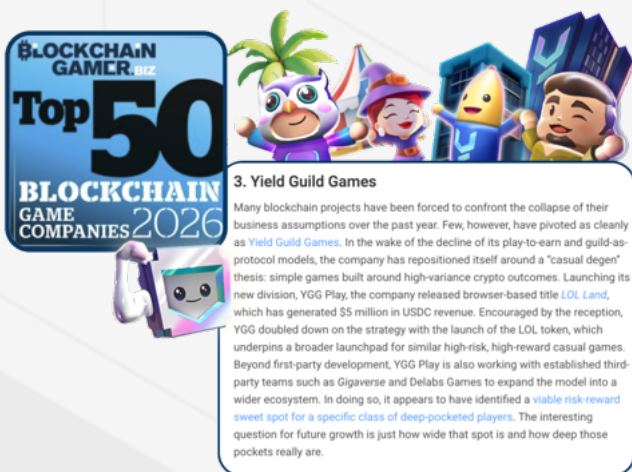 BLOCKCHAIN
GAMER.BIZ
Top 50
BLOCKCHAIN
GAME
COMPANIES 2026
3. Yield Guild Games
Many blockchain projects have been forced to confront the collapse of their
business assumptions over the past year. Few, however, have pivoted as cleanly
as Yield Guild Games. In the wake of the decline of its play-to-earn and guild-as-
protocol models, the company has repositioned itself around a "casual degen"
thesis: simple games built around high-variance crypto outcomes. Launching its
new division, YGG Play, the company released browser-based title LOL Land,
which has generated $5 million in USDC revenue. Encouraged by the reception,
YGG doubled down on the strategy with the launch of the LOL token, which
underpins a broader launchpad for similar high-risk, high-reward casual games.
Beyond first-party development, YGG Play is also working with established third-
party teams such as Gigaverse and Delabs Games to expand the model into a
wider ecosystem. In doing so, it appears to have identified a viable risk-reward
sweet spot for a specific class of deep-pocketed players. The interesting
question for future growth is just how wide that spot is and how deep those
pockets really are.